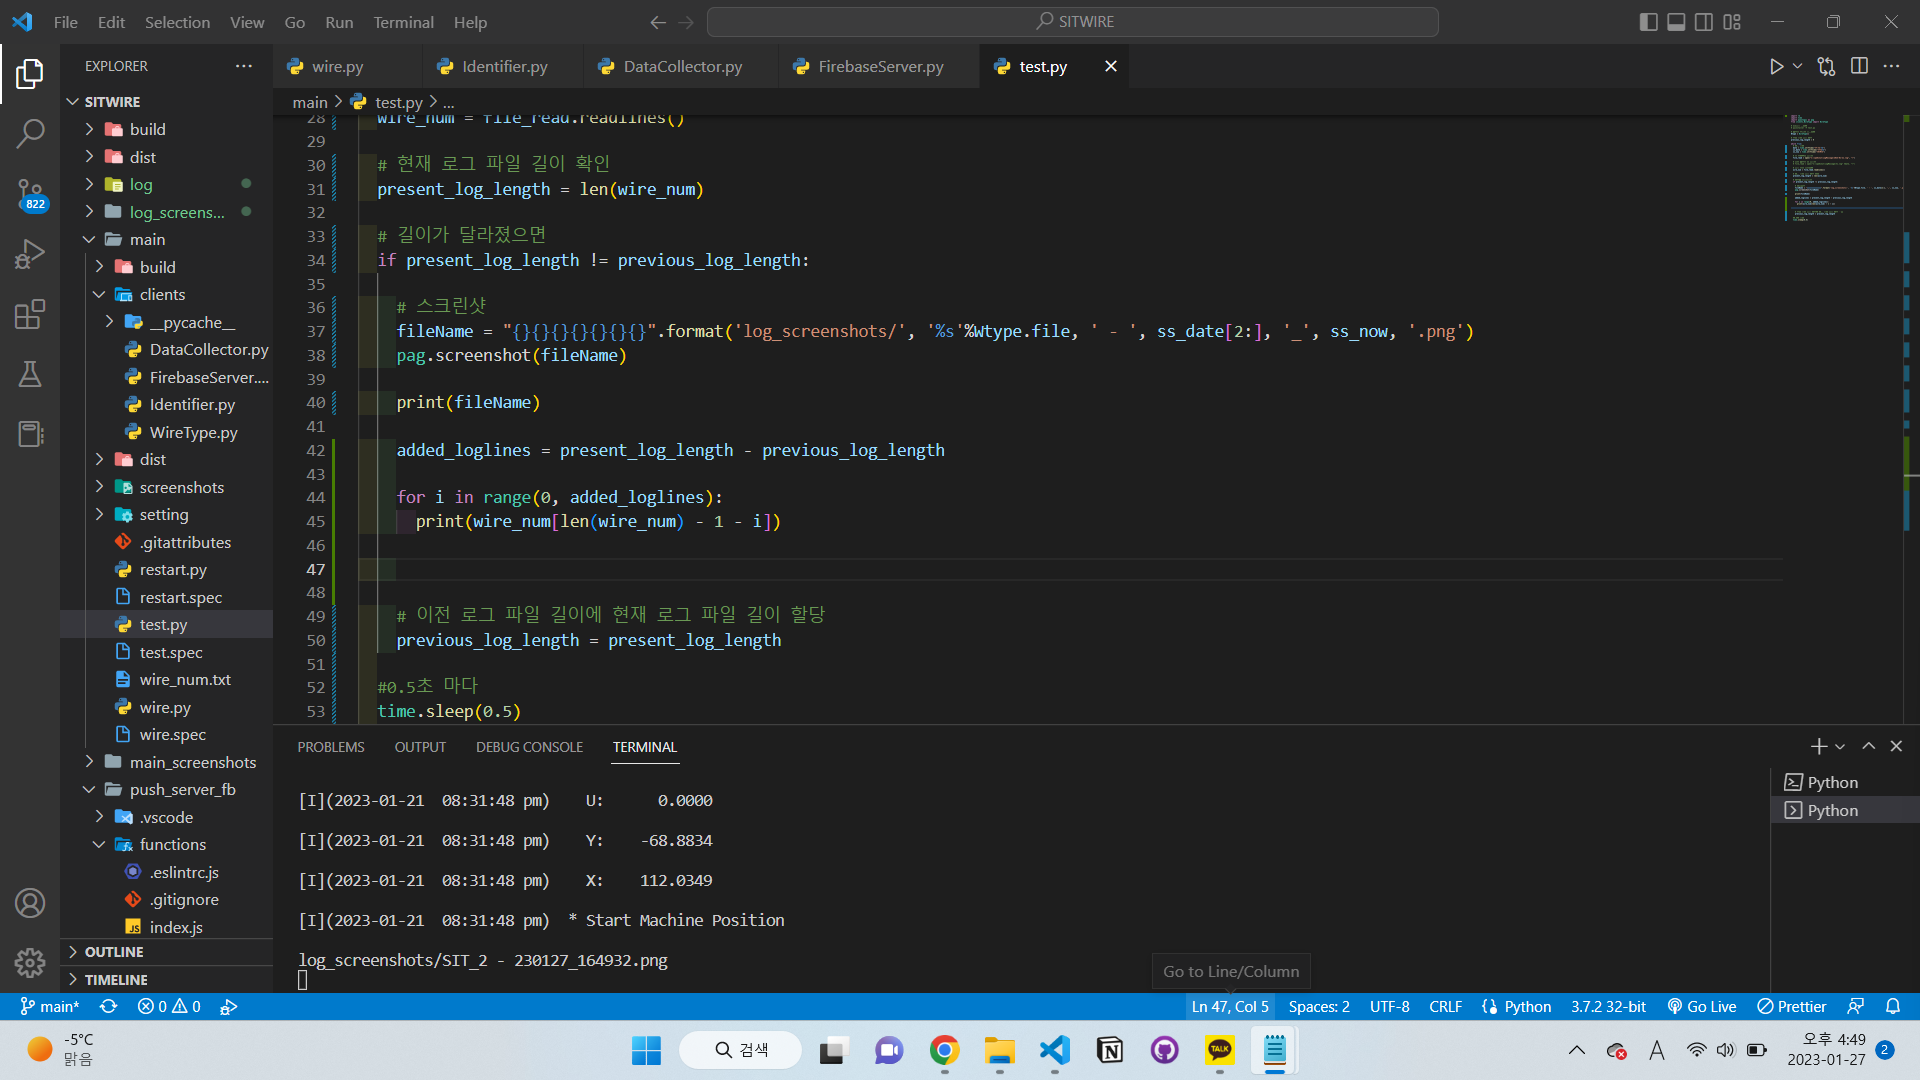 File Edit Selection View Go Run Terminal Help
SITWIRE
EXPLORER
SITWIRE
build
dist
log
log_screens...
822
main
build
clients
__pycache__
DataCollector.py
FirebaseServer....
Identifier.py
WireType.py
dist
screenshots
setting
.gitattributes
restart.py
restart.spec
test.py
test.spec
wire_num.txt
wire.py
wire.spec
main_screenshots
push_server_fb
.vscode
functions
.eslintrc.js
.gitignore
index.js
OUTLINE
TIMELINE
wire.py Identifier.py DataCollector.py FirebaseServer.py test.py
main > test.py > ...
28 wire_num = file_read.readlines()
29
30 # 현재 로그 파일 길이 확인
31 present_log_length = len(wire_num)
32
33 # 길이가 달라졌으면
34 if present_log_length != previous_log_length:
35
36 # 스크린샷
37 fileName = "{}{}{}{}{}{}{}".format('log_screenshots/', '%s'%Wtype.file, ' - ', ss_date[2:], '_', ss_now, '.png')
38 pag.screenshot(fileName)
39
40 print(fileName)
41
42 added_loglines = present_log_length - previous_log_length
43
44 for i in range(0, added_loglines):
45 print(wire_num[len(wire_num) - 1 - i])
46
47
48
49 # 이전 로그 파일 길이에 현재 로그 파일 길이 할당
50 previous_log_length = present_log_length
51
52 #0.5초 마다
53 time.sleep(0.5)
PROBLEMS OUTPUT DEBUG CONSOLE TERMINAL
[I](2023-01-21 08:31:48 pm) U: 0.0000
[I](2023-01-21 08:31:48 pm) Y: -68.8834
[I](2023-01-21 08:31:48 pm) X: 112.0349
[I](2023-01-21 08:31:48 pm) * Start Machine Position
log_screenshots/SIT_2 - 230127_164932.png
Python
Python
Go to Line/Column
main* 0 0 Ln 47, Col 5 Spaces: 2 UTF-8 CRLF Python 3.7.2 32-bit Go Live Prettier
-5°C
맑음
검색
TALK
A
오후 4:49
2023-01-27
2